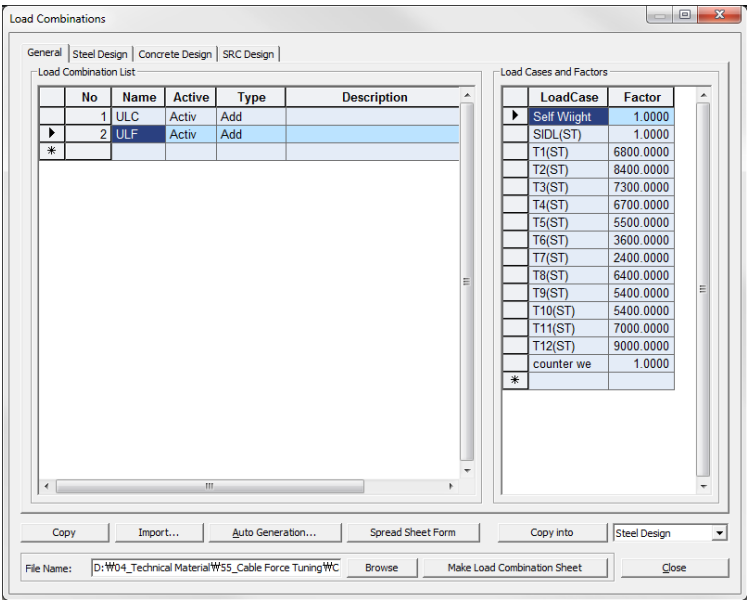 Load Combinations
General Steel Design Concrete Design SRC Design
Load Combination List
No Name Active Type Description
1 ULC Activ Add
2 ULF Activ Add
Load Cases and Factors
LoadCase Factor
Self Wiight 1.0000
SIDL(ST) 1.0000
T1(ST) 6800.0000
T2(ST) 8400.0000
T3(ST) 7300.0000
T4(ST) 6700.0000
T5(ST) 5500.0000
T6(ST) 3600.0000
T7(ST) 2400.0000
T8(ST) 6400.0000
T9(ST) 5400.0000
T10(ST) 5400.0000
T11(ST) 7000.0000
T12(ST) 9000.0000
counter we 1.0000
Copy Import... Auto Generation... Spread Sheet Form Copy into Steel Design
File Name: D:₩04_Technical Material₩55_Cable Force Tuning₩C Browse Make Load Combination Sheet Close